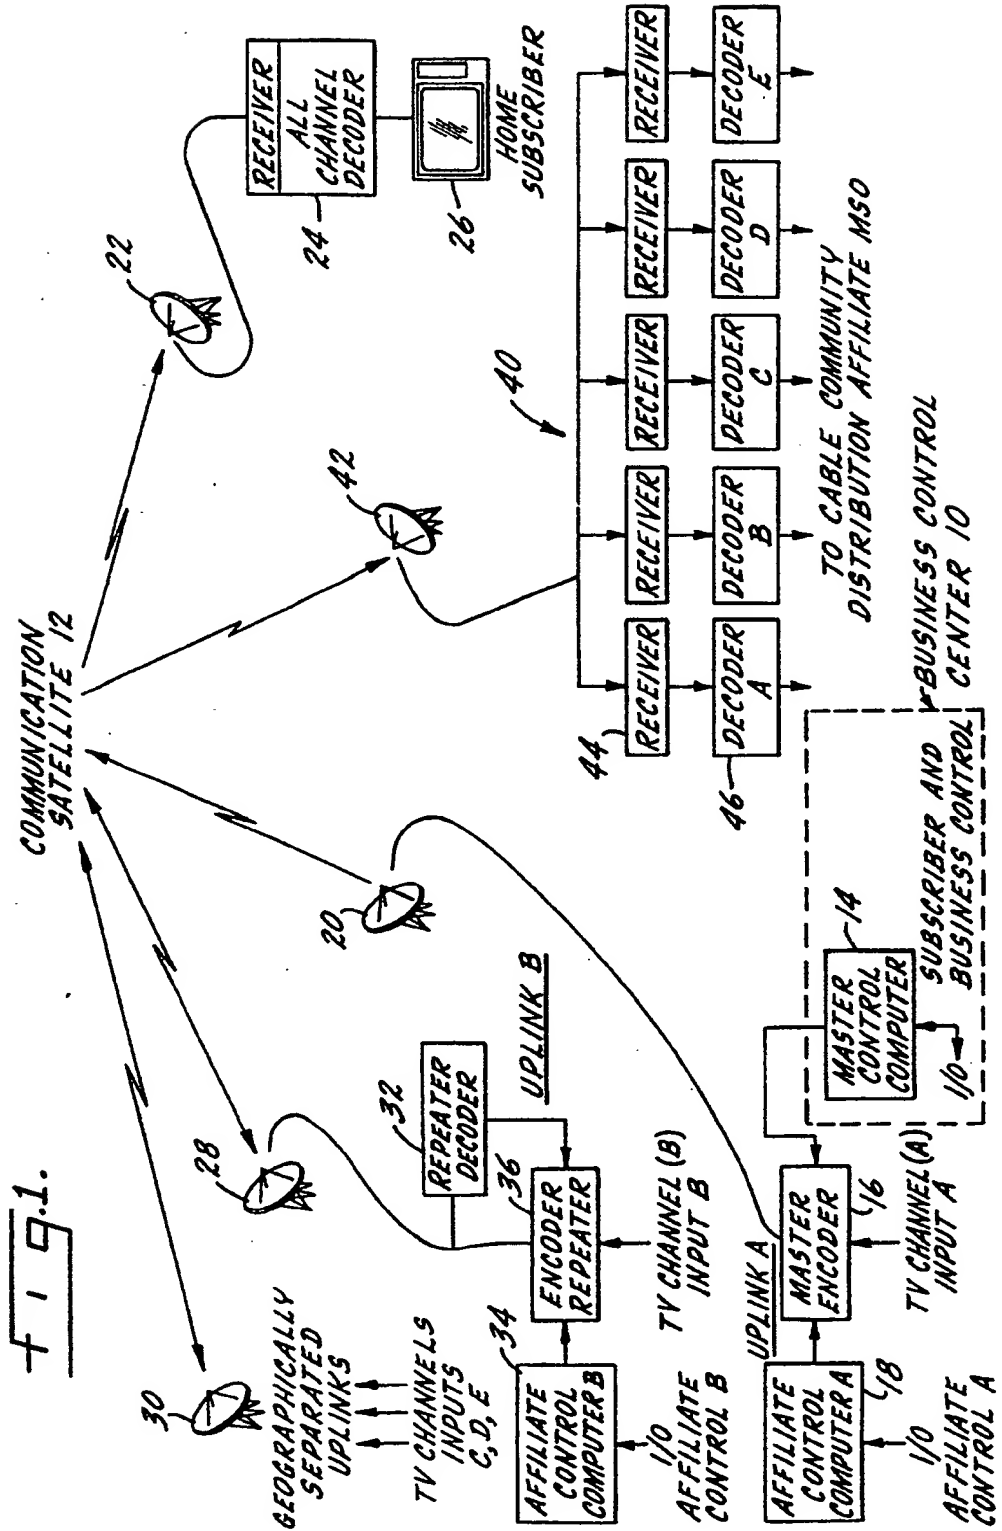 Fig.1.
COMMUNICATION
SATELLITE 12
30
28
20
42
22
GEOGRAPHICALLY
SEPARATED
UPLINKS
TV CHANNELS
INPUTS
C, D, E
32
REPEATER
DECODER
UPLINK B
36
ENCODER
REPEATER
34
AFFILIATE
CONTROL
COMPUTER B
TV CHANNEL (B)
INPUT B
I/O
AFFILIATE
CONTROL B
RECEIVER
ALL
CHANNEL
DECODER
24
26
HOME
SUBSCRIBER
40
44
RECEIVER
RECEIVER
RECEIVER
RECEIVER
RECEIVER
46
DECODER
A
DECODER
B
DECODER
C
DECODER
D
DECODER
E
TO CABLE COMMUNITY
DISTRIBUTION AFFILIATE MSO
UPLINK A
AFFILIATE
CONTROL
COMPUTER A
18
I/O
AFFILIATE
CONTROL A
MASTER
ENCODER
16
TV CHANNEL (A)
INPUT A
MASTER
CONTROL
COMPUTER
14
I/O
SUBSCRIBER AND
BUSINESS CONTROL
BUSINESS CONTROL
CENTER 10